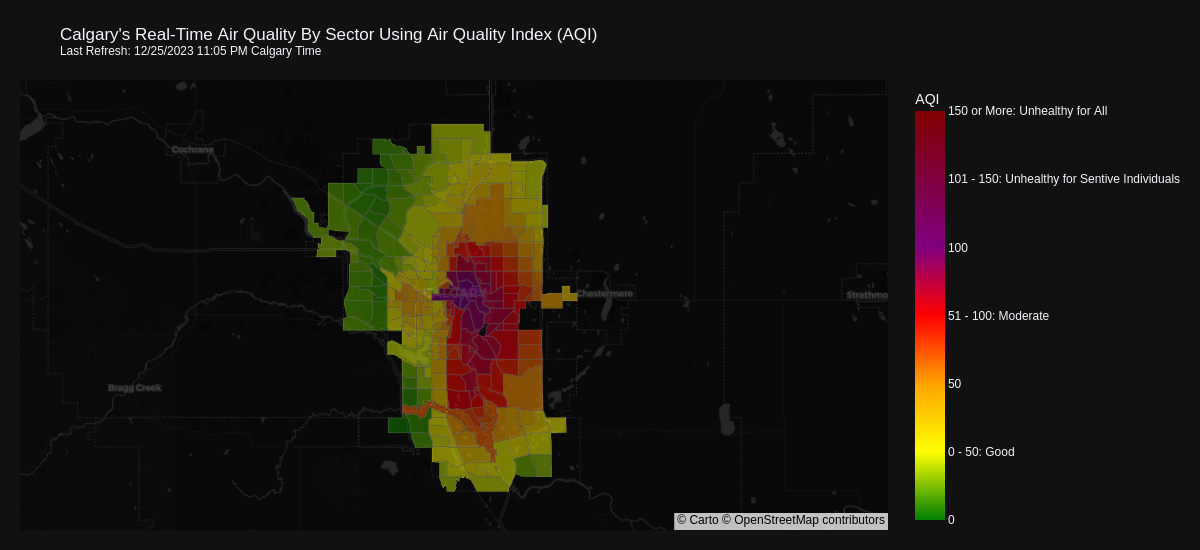 Calgary's Real-Time Air Quality By Sector Using Air Quality Index (AQI)
Last Refresh: 12/25/2023 11:05 PM Calgary Time
AQI
150 or More: Unhealthy for All
101 - 150: Unhealthy for Sentive Individuals
100
51 - 100: Moderate
50
0 - 50: Good
0
Cochrane
Chestermere
Strathmo
Bragg Creek
© Carto © OpenStreetMap contributors